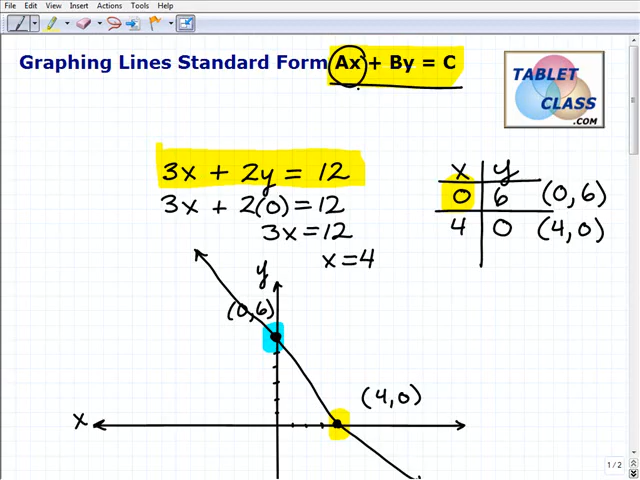 File Edit View Insert Actions Tools Help
Graphing Lines Standard Form Ax + By = C
TABLET
CLASS
.COM
3x + 2y = 12
3x + 2(0) = 12
3x = 12
x = 4
x y
0 6 (0,6)
4 0 (4,0)
y
(0,6)
(4,0)
x
1/2